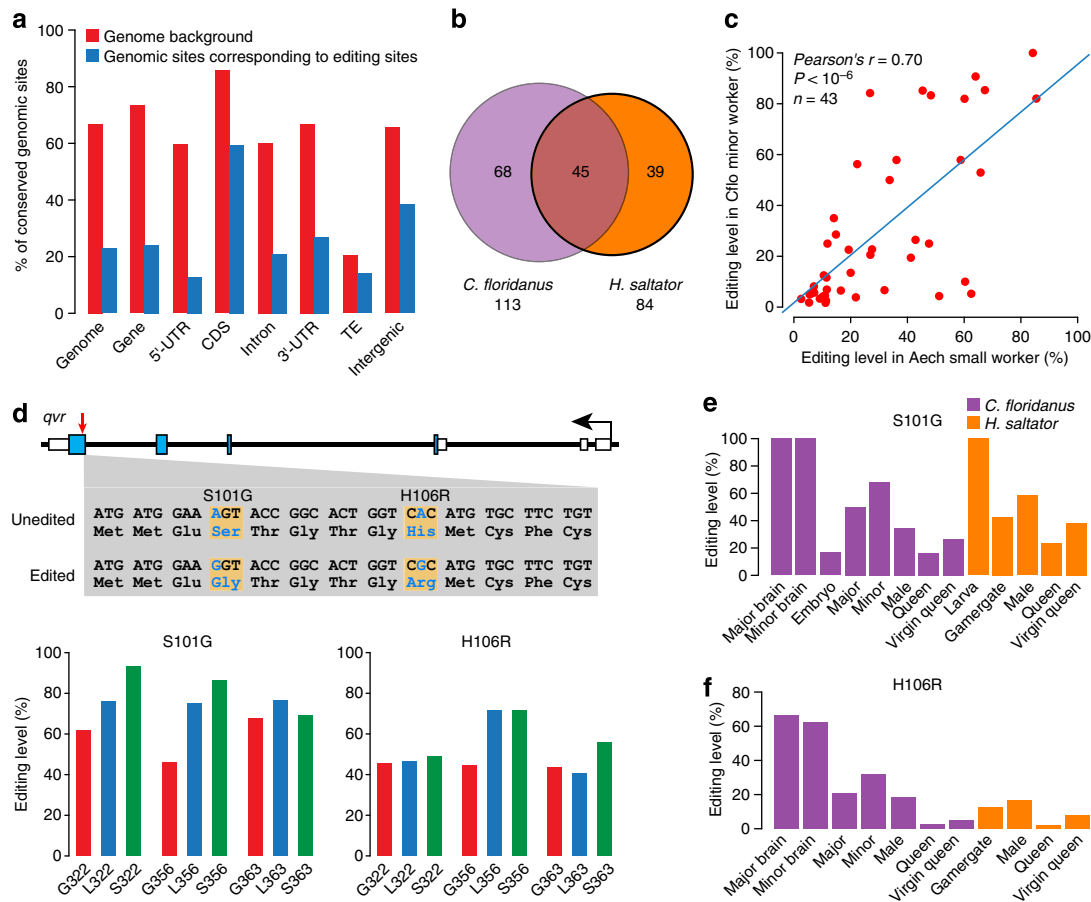 a
% of conserved genomic sites
100
80
60
40
20
0
Genome background
Genomic sites corresponding to editing sites
Genome
Gene
5'-UTR
CDS
Intron
3'-UTR
TE
Intergenic
b
68
45
39
C. floridanus
113
H. saltator
84
c
Editing level in Cflo minor worker (%)
100
80
60
40
20
0
Pearson's r = 0.70
P < 10⁻⁶
n = 43
0
20
40
60
80
100
Editing level in Aech small worker (%)
d
qvr
S101G
H106R
Unedited
ATG ATG GAA AGT ACC GGC ACT GGT CAC ATG TGC TTC TGT
Met Met Glu Ser Thr Gly Thr Gly His Met Cys Phe Cys
Edited
ATG ATG GAA GGT ACC GGC ACT GGT CGC ATG TGC TTC TGT
Met Met Glu Gly Thr Gly Thr Gly Arg Met Cys Phe Cys
S101G
Editing level (%)
100
80
60
40
20
0
G322
L322
S322
G356
L356
S356
G363
L363
S363
H106R
100
80
60
40
20
0
G322
L322
S322
G356
L356
S356
G363
L363
S363
e
C. floridanus
H. saltator
S101G
Editing level (%)
100
80
60
40
20
0
Major brain
Minor brain
Embryo
Major
Minor
Male
Queen
Virgin queen
Larva
Gamergate
Male
Queen
Virgin queen
f
H106R
Editing level (%)
80
60
40
20
0
Major brain
Minor brain
Major
Minor
Male
Queen
Virgin queen
Gamergate
Male
Queen
Virgin queen